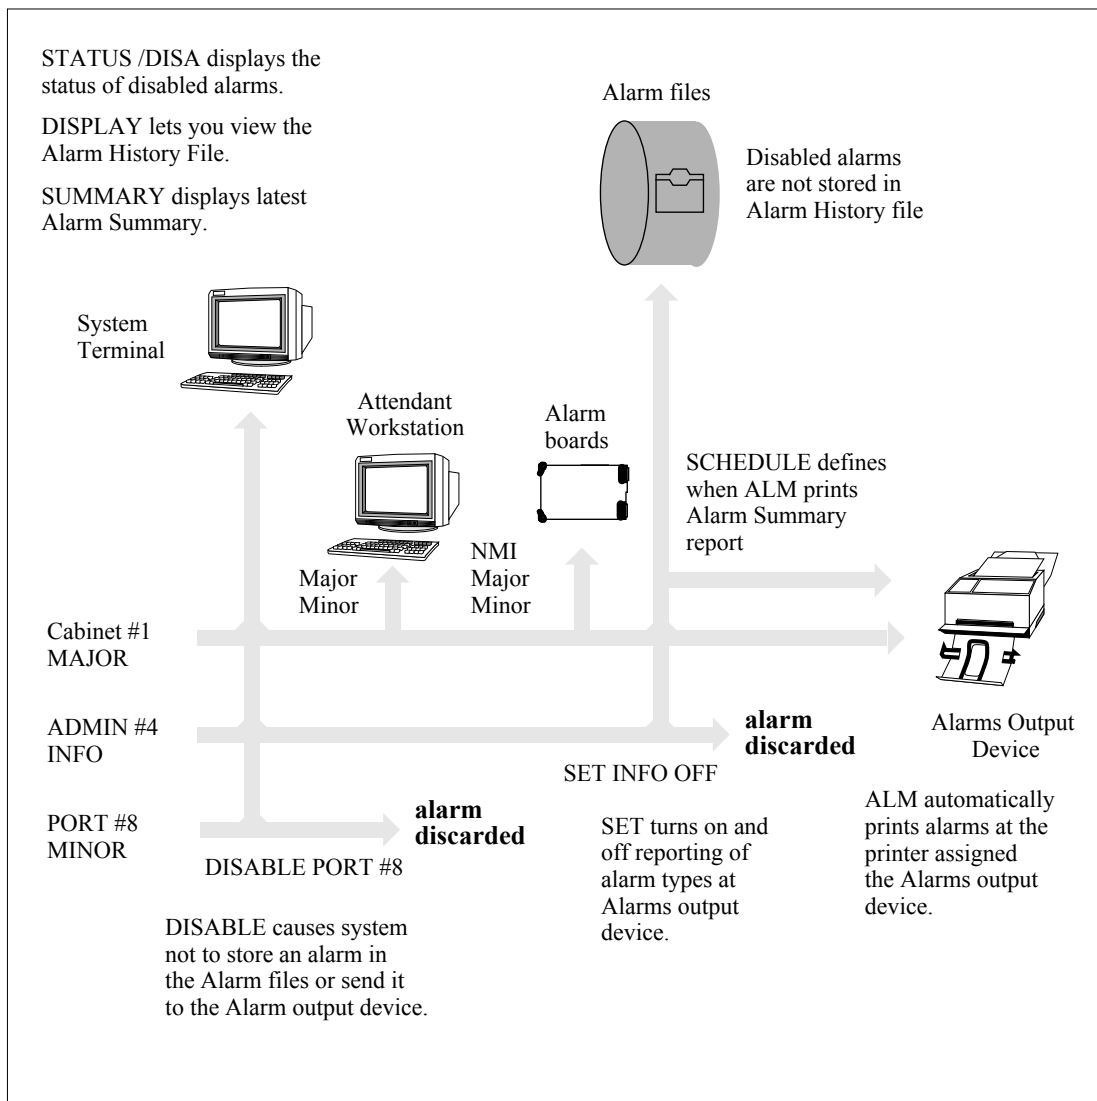 STATUS /DISA displays the
status of disabled alarms.
DISPLAY lets you view the
Alarm History File.
SUMMARY displays latest
Alarm Summary.
Alarm files
Disabled alarms
are not stored in
Alarm History file
System
Terminal
Attendant
Workstation
Alarm
boards
SCHEDULE defines
when ALM prints
Alarm Summary
report
Major
Minor
NMI
Major
Minor
Cabinet #1
MAJOR
ADMIN #4
INFO
alarm
discarded
Alarms Output
Device
SET INFO OFF
PORT #8
MINOR
alarm
discarded
DISABLE PORT #8
SET turns on and
off reporting of
alarm types at
Alarms output
device.
ALM automatically
prints alarms at the
printer assigned
the Alarms output
device.
DISABLE causes system
not to store an alarm in
the Alarm files or send it
to the Alarm output device.